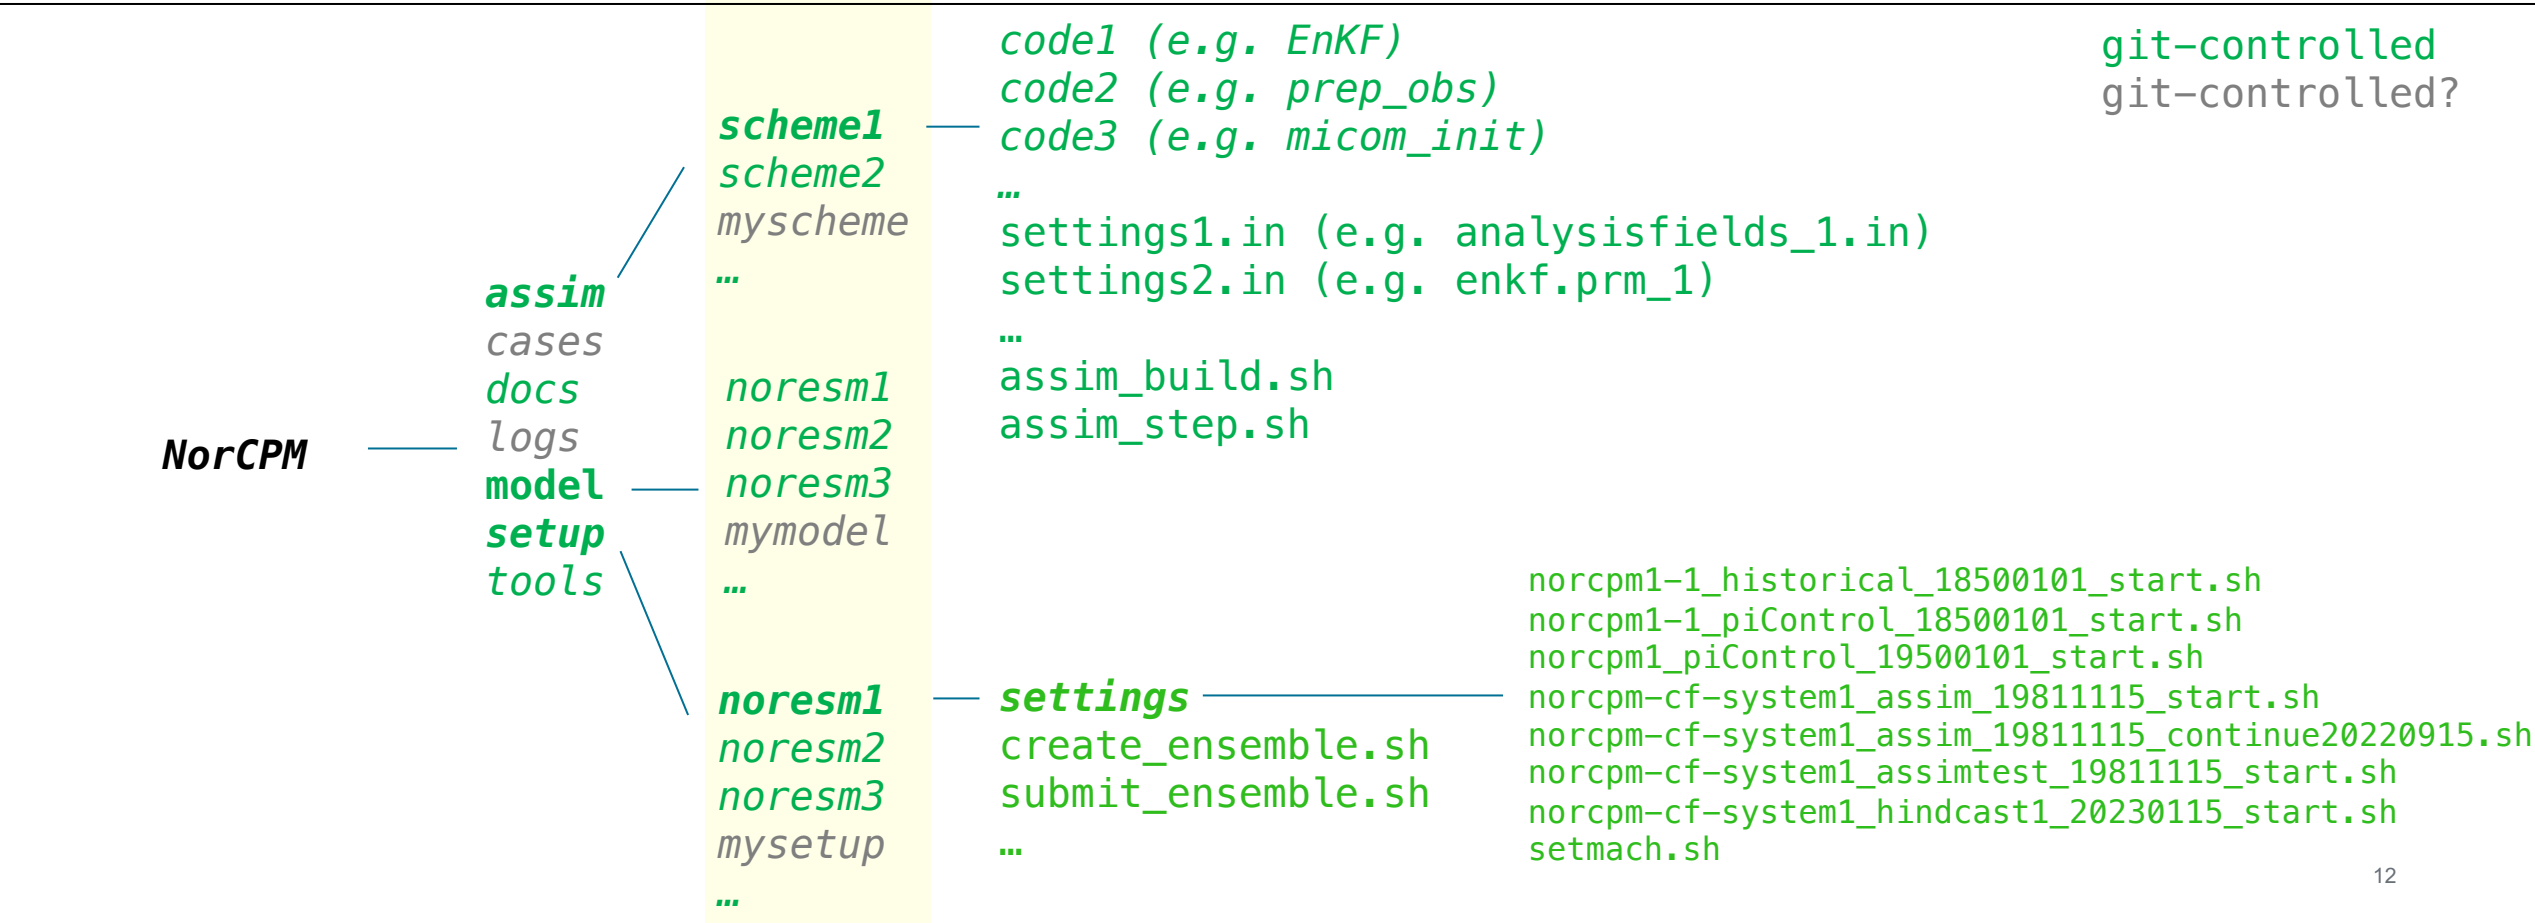 NorCPM
assim
cases
docs
logs
model
setup
tools
scheme1
scheme2
myscheme
…
noresm1
noresm2
noresm3
mymodel
…
noresm1
noresm2
noresm3
mysetup
…
code1 (e.g. EnKF)
code2 (e.g. prep_obs)
code3 (e.g. micom_init)
…
settings1.in (e.g. analysisfields_1.in)
settings2.in (e.g. enkf.prm_1)
…
assim_build.sh
assim_step.sh
settings
create_ensemble.sh
submit_ensemble.sh
…
norcpm1-1_historical_18500101_start.sh
norcpm1-1_piControl_18500101_start.sh
norcpm1_piControl_19500101_start.sh
norcpm-cf-system1_assim_19811115_start.sh
norcpm-cf-system1_assim_19811115_continue20220915.sh
norcpm-cf-system1_assimtest_19811115_start.sh
norcpm-cf-system1_hindcast1_20230115_start.sh
setmach.sh
git-controlled
git-controlled?
12